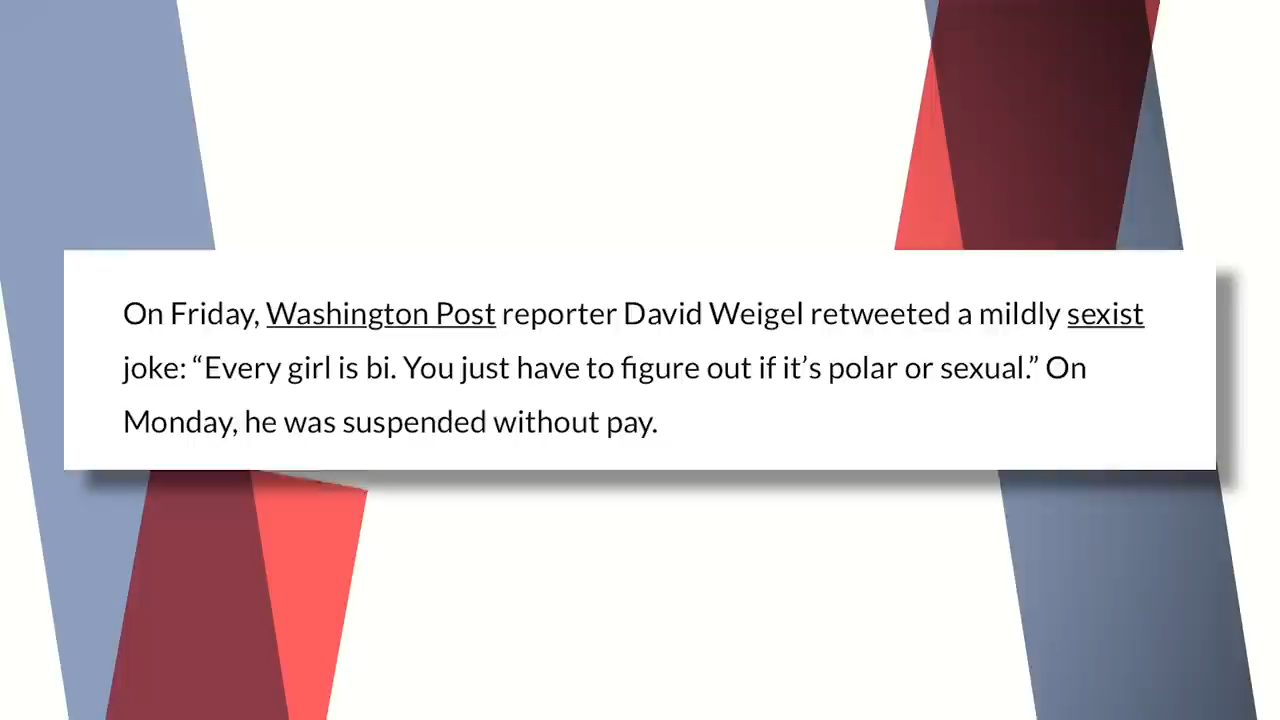 On Friday, Washington Post reporter David Weigel retweeted a mildly sexist
joke: “Every girl is bi. You just have to figure out if it’s polar or sexual.” On
Monday, he was suspended without pay.